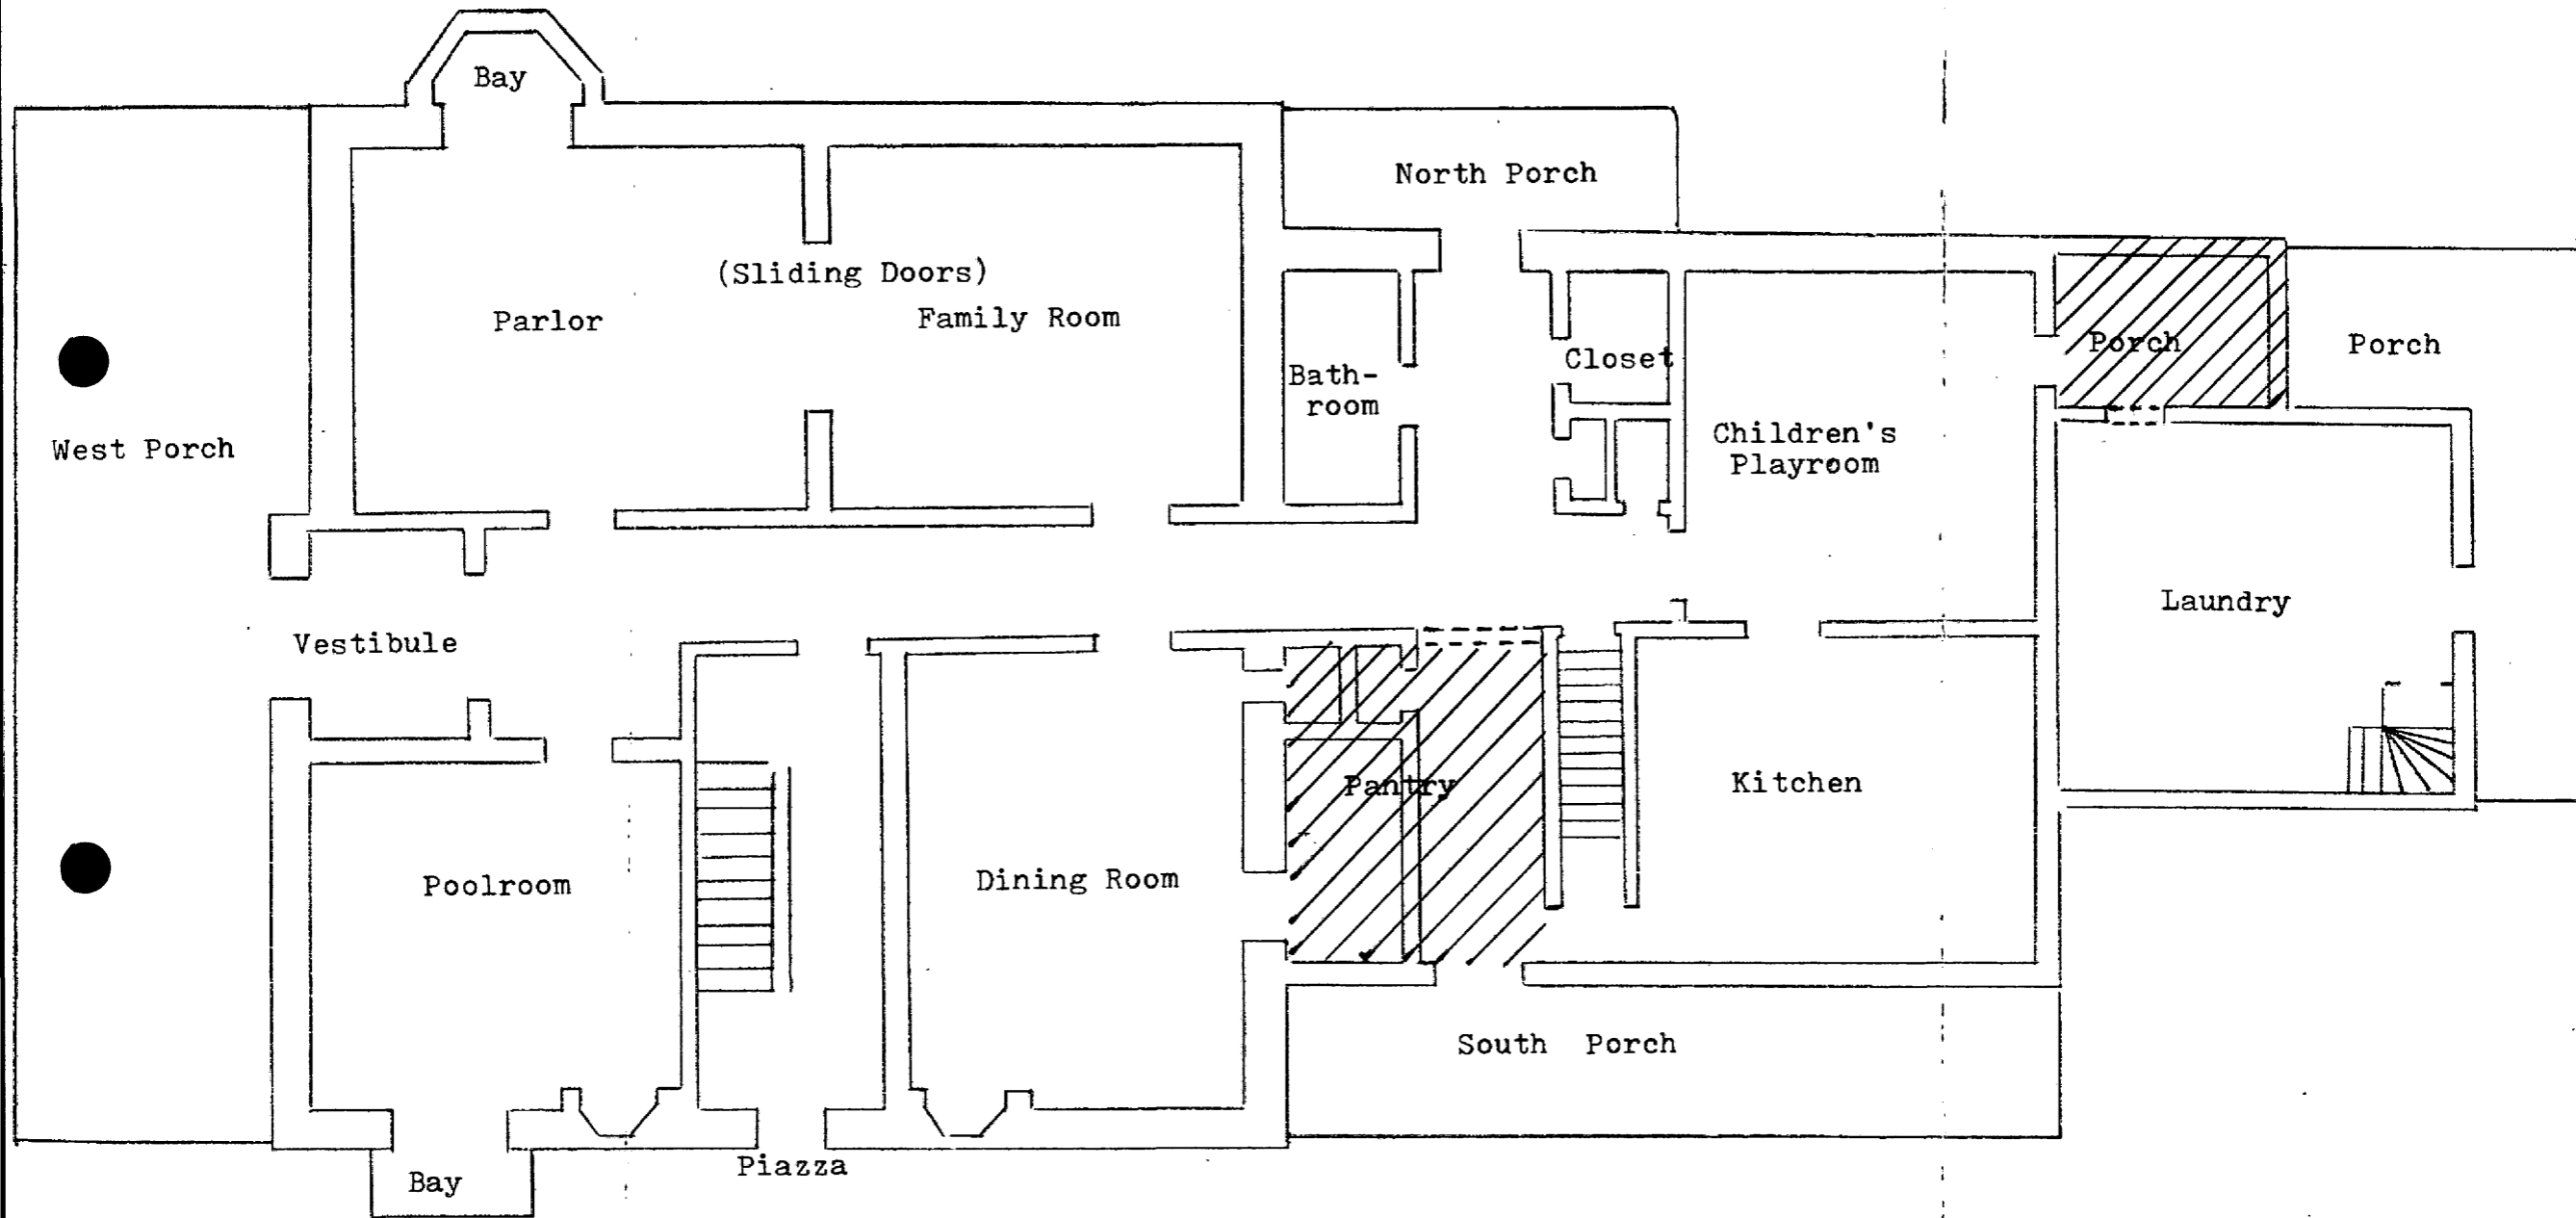 Bay
North Porch
(Sliding Doors)
Parlor
Family Room
Porch
Porch
Closet
Bath-
room
West Porch
Children's
Playroom
Laundry
Vestibule
Pantry
Kitchen
Poolroom
Dining Room
South Porch
Piazza
Bay